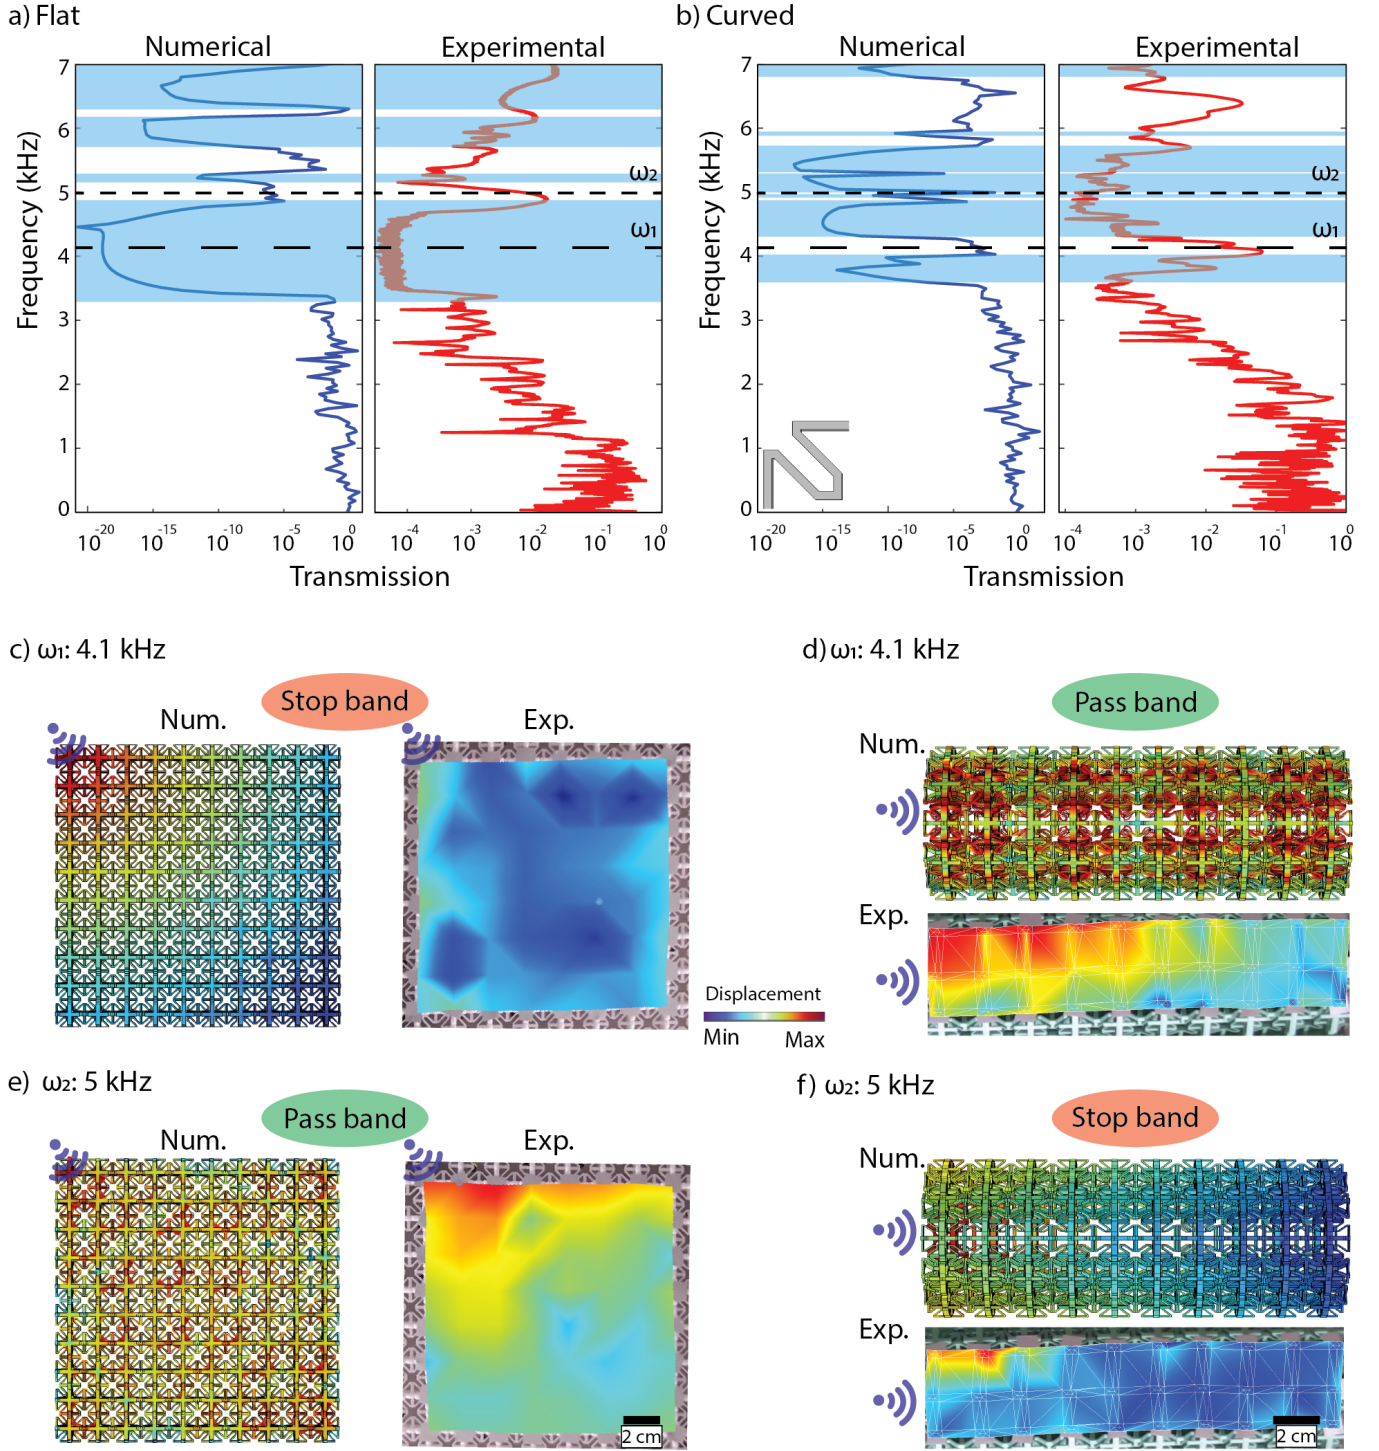 a) Flat
b) Curved
Numerical
Experimental
Numerical
Experimental
Frequency (kHz)
7
6
5
4
3
2
1
0
ω₂
ω₁
10⁻²⁰ 10⁻¹⁵ 10⁻¹⁰ 10⁻⁵ 10⁰
10⁻⁴ 10⁻³ 10⁻² 10⁻¹ 10⁰
Transmission
Frequency (kHz)
7
6
5
4
3
2
1
0
ω₂
ω₁
10⁻²⁰ 10⁻¹⁵ 10⁻¹⁰ 10⁻⁵ 10⁰
10⁻⁴ 10⁻³ 10⁻² 10⁻¹ 10⁰
Transmission
c) ω₁: 4.1 kHz
Stop band
Num.
Exp.
d) ω₁: 4.1 kHz
Pass band
Num.
Exp.
Displacement
Min Max
e) ω₂: 5 kHz
Pass band
Num.
Exp.
2 cm
f) ω₂: 5 kHz
Stop band
Num.
Exp.
2 cm